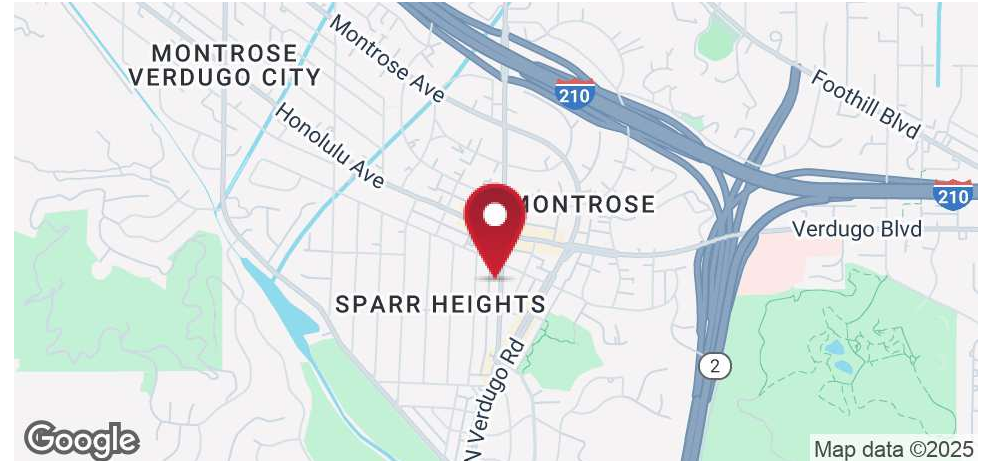 MONTROSE
VERDUGO CITY
Montrose Ave
210
Foothill Blvd
Honolulu Ave
210
MONTROSE
Verdugo Blvd
SPARR HEIGHTS
N Verdugo Rd
2
Google
Map data ©2025